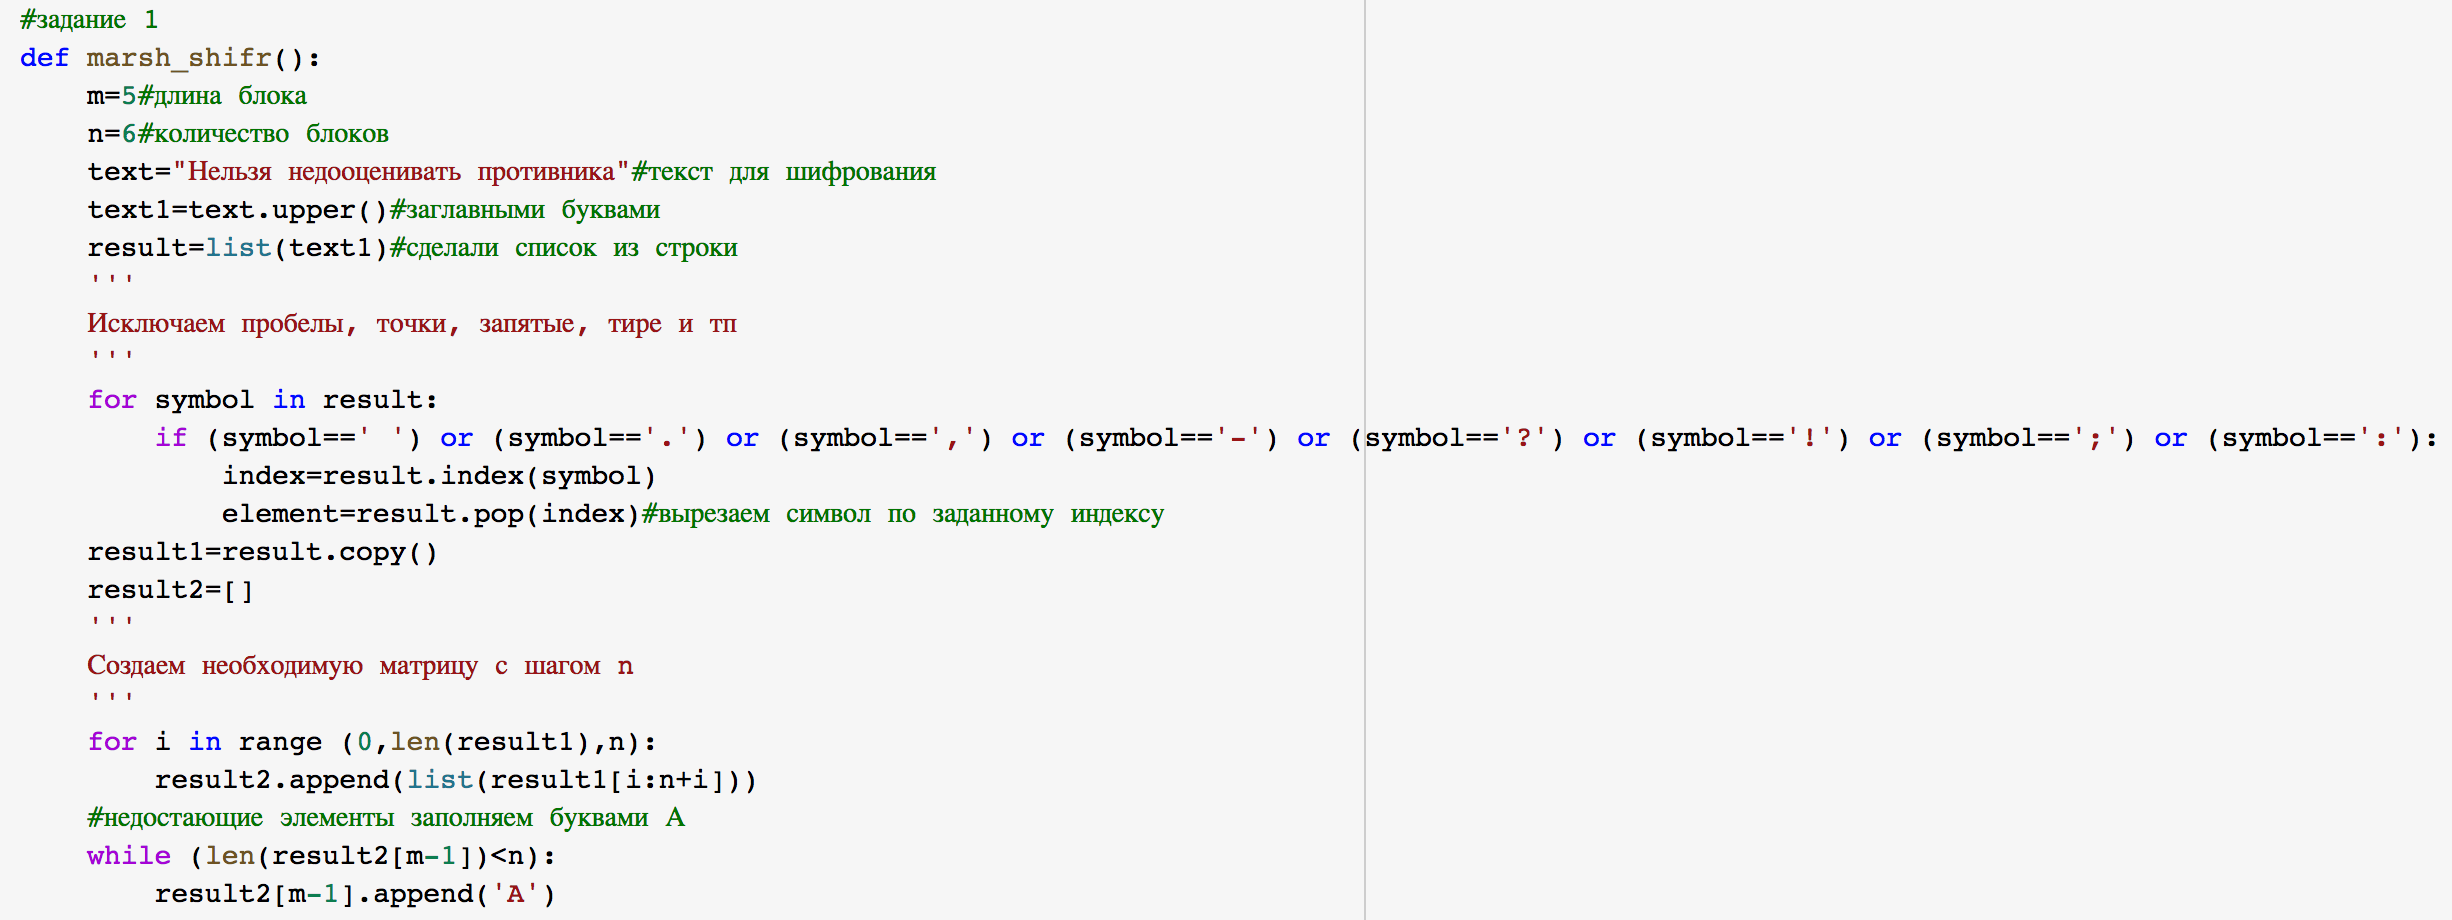 #задание 1
def marsh_shifr():
    m=5#длина блока
    n=6#количество блоков
    text="Нельзя недооценивать противника"#текст для шифрования
    text1=text.upper()#заглавными буквами
    result=list(text1)#сделали список из строки
    '''
    Исключаем пробелы, точки, запятые, тире и тп
    '''
    for symbol in result:
        if (symbol==' ') or (symbol=='.') or (symbol==',') or (symbol=='-') or (symbol=='?') or (symbol=='!') or (symbol==';') or (symbol==':'):
            index=result.index(symbol)
            element=result.pop(index)#вырезаем символ по заданному индексу
    result1=result.copy()
    result2=[]
    '''
    Создаем необходимую матрицу с шагом n
    '''
    for i in range (0,len(result1),n):
        result2.append(list(result1[i:n+i]))
    #недостающие элементы заполняем буквами А
    while (len(result2[m-1])<n):
        result2[m-1].append('А')